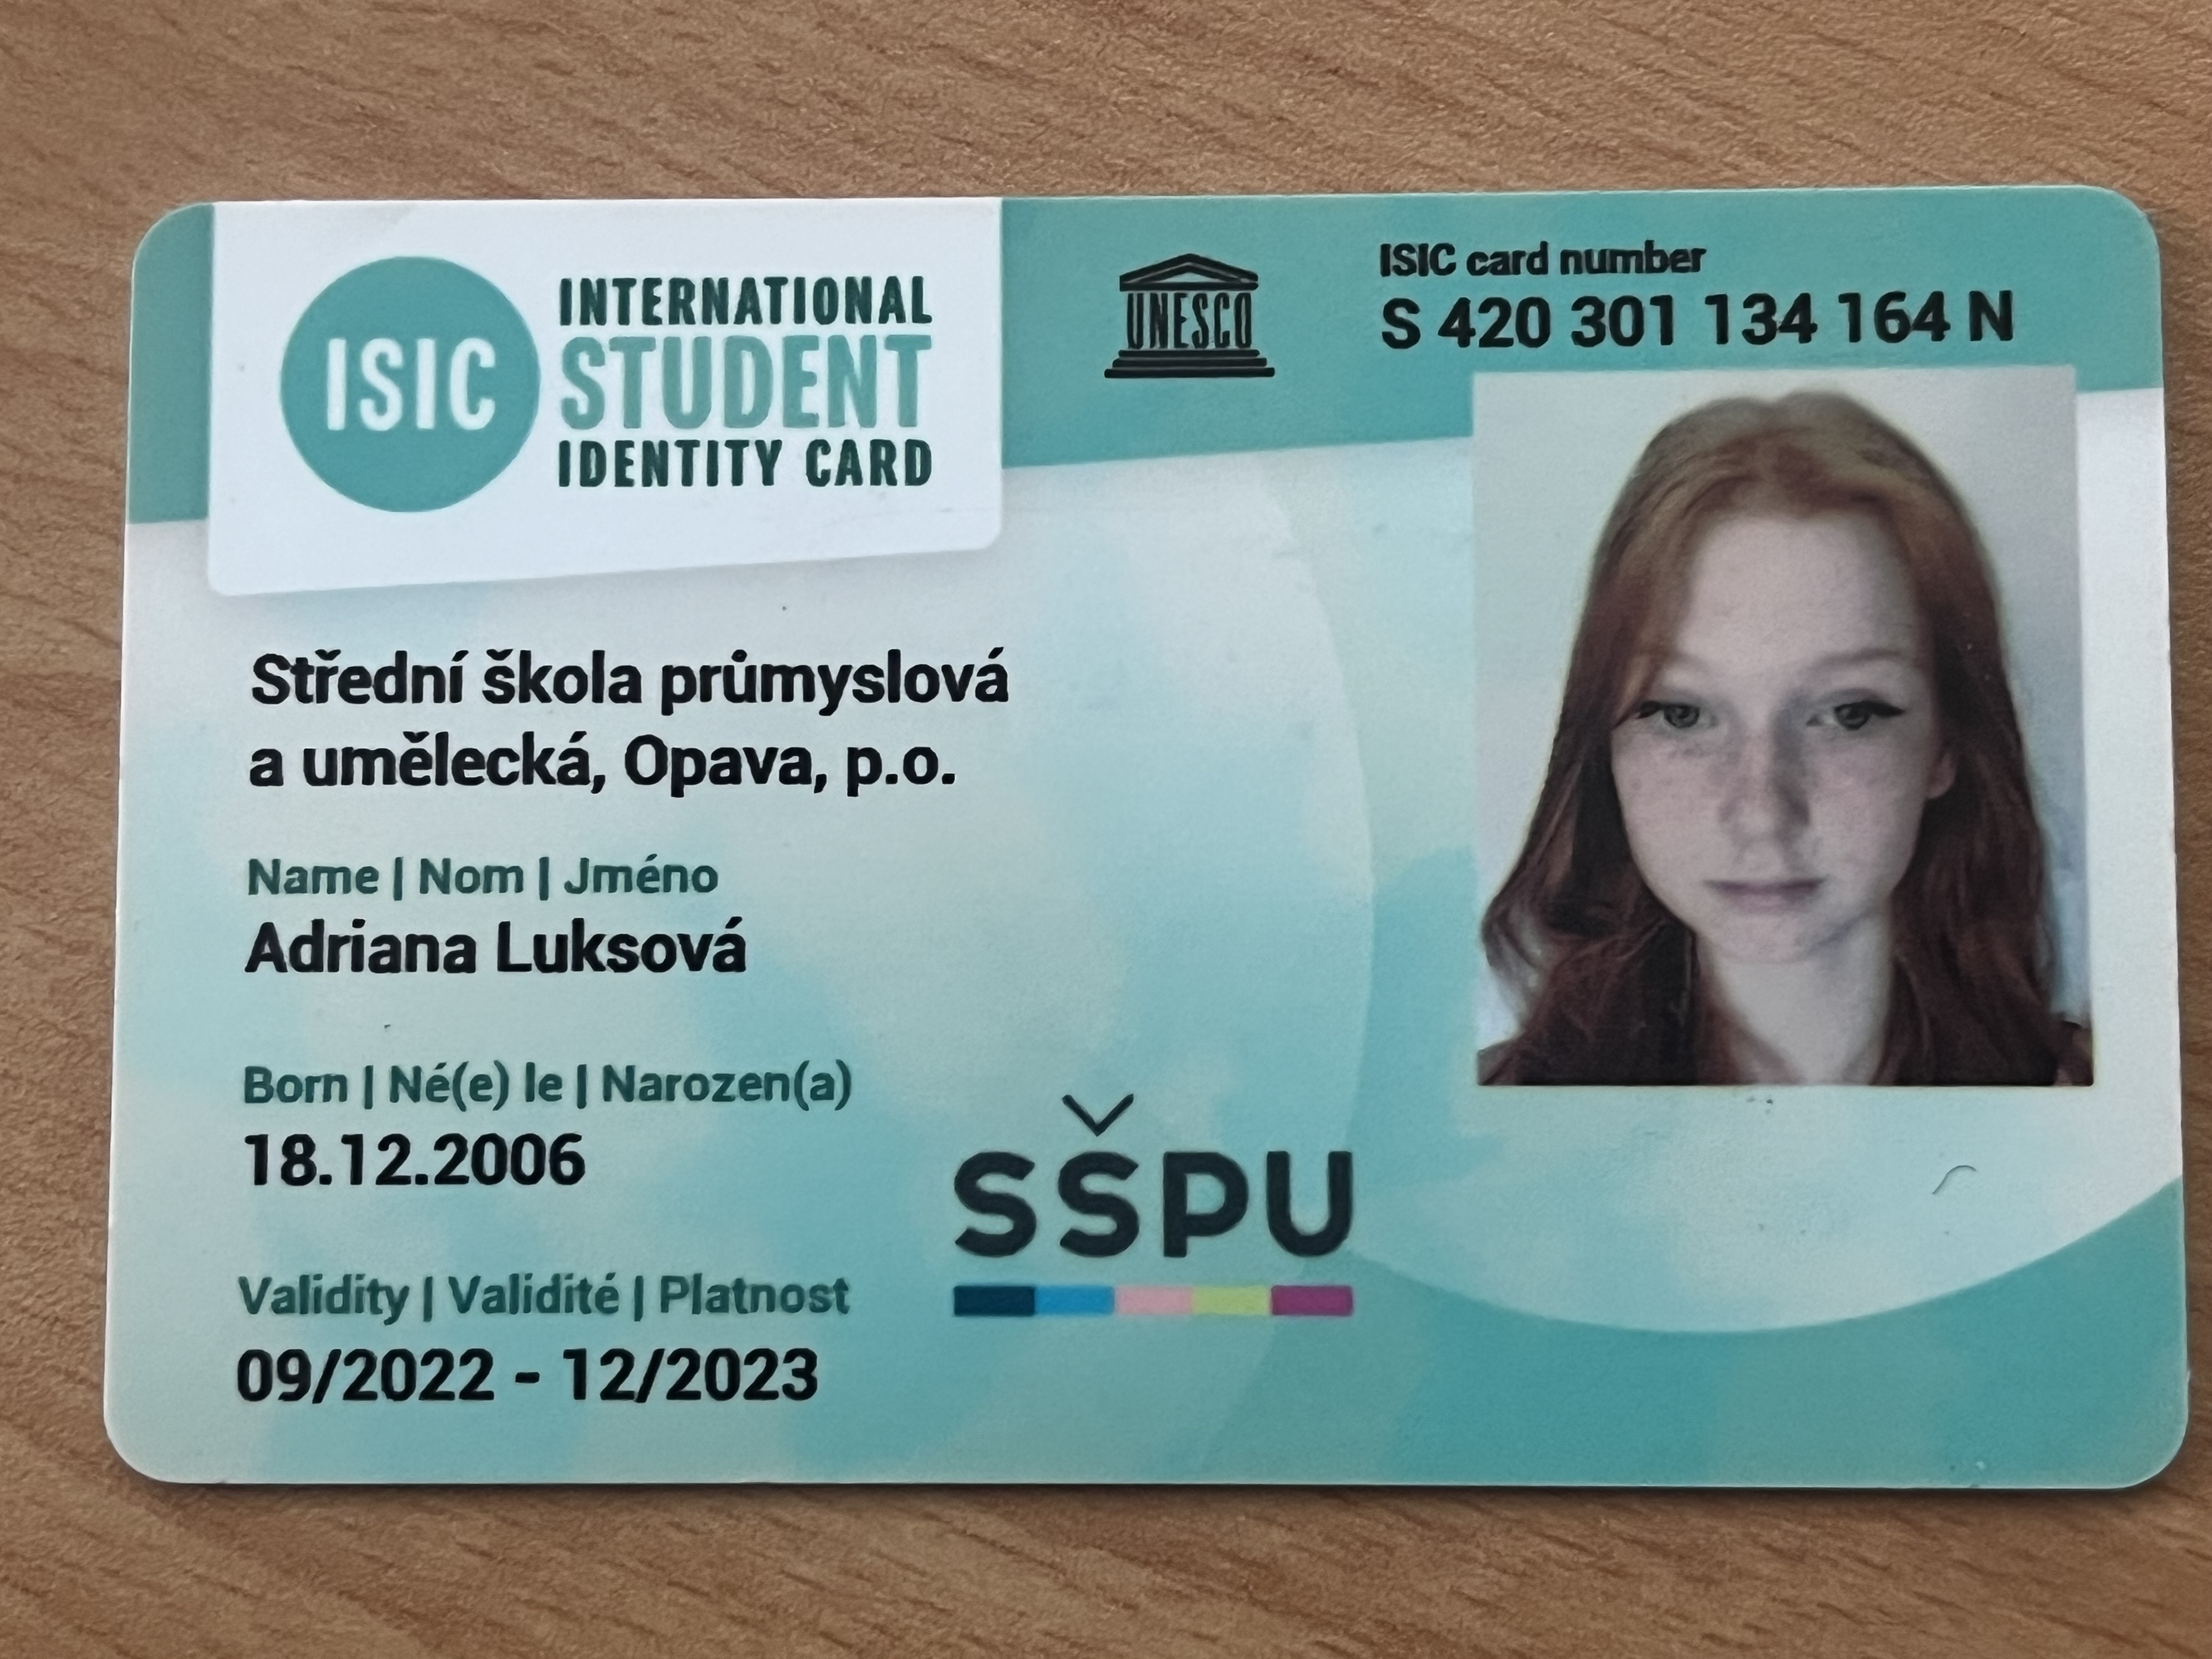 ISIC
INTERNATIONAL
STUDENT
IDENTITY CARD
UNESCO
ISIC card number
S 420 301 134 164 N
Střední škola průmyslová
a umělecká, Opava, p.o.
Name | Nom | Jméno
Adriana Luksová
Born | Né(e) le | Narozen(a)
18.12.2006
Validity | Validité | Platnost
09/2022 - 12/2023
SŠPU